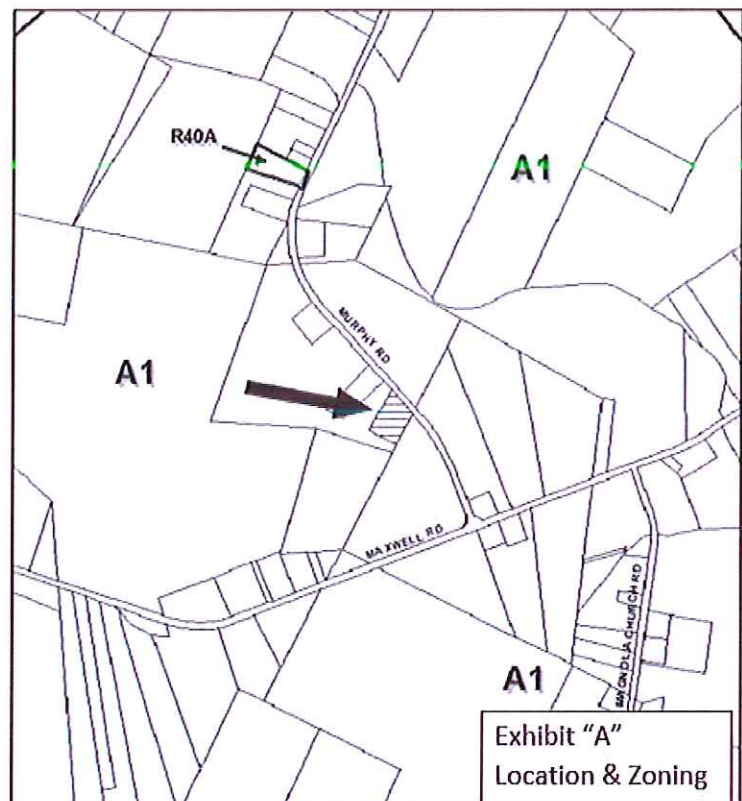 R40A
A1
MURPHY RD
A1
MAXWELL RD
MAGNOLIA CHURCH RD
A1
Exhibit “A”
Location & Zoning